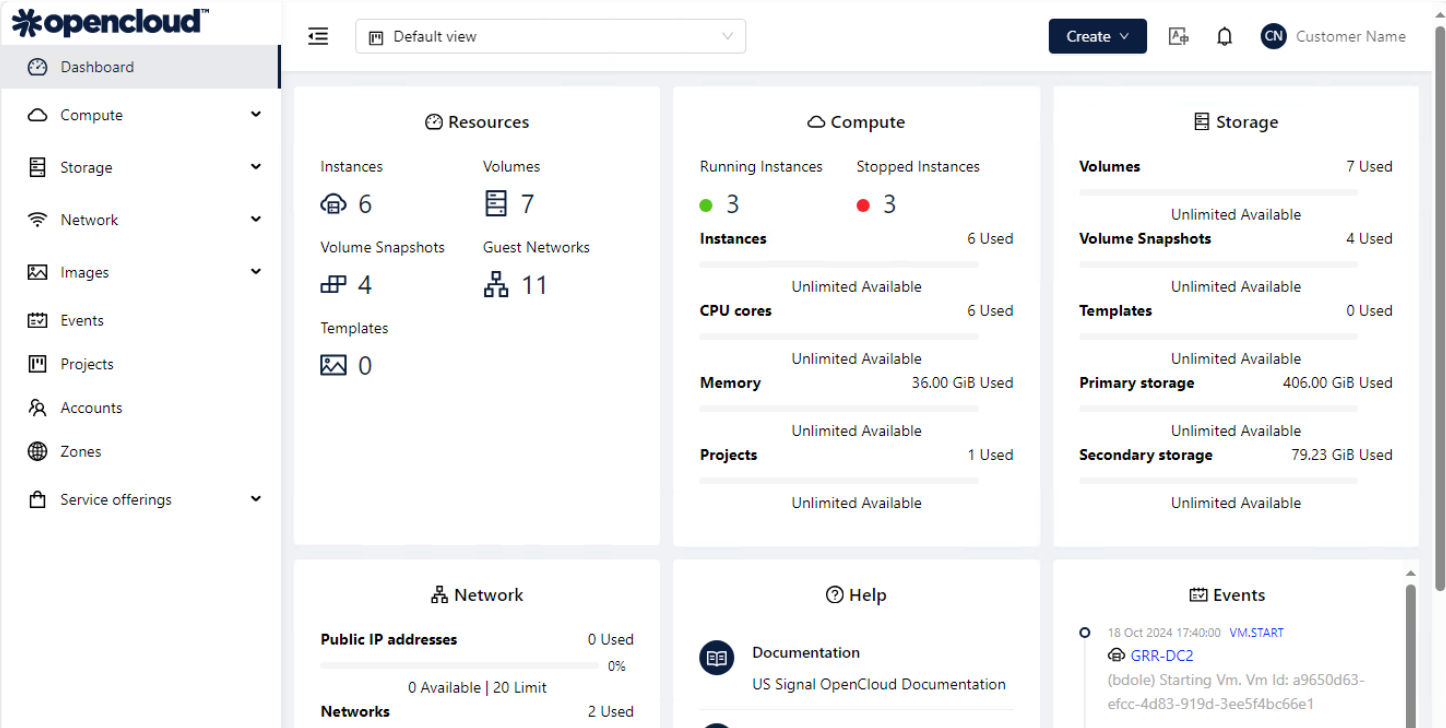 opencloud™
Default view
Create
CN Customer Name
Dashboard
Compute
Storage
Network
Images
Events
Projects
Accounts
Zones
Service offerings
Resources
Instances Volumes
6 7
Volume Snapshots Guest Networks
4 11
Templates
0
Compute
Running Instances Stopped Instances
3 3
Instances 6 Used
Unlimited Available
CPU cores 6 Used
Unlimited Available
Memory 36.00 GiB Used
Unlimited Available
Projects 1 Used
Unlimited Available
Storage
Volumes 7 Used
Unlimited Available
Volume Snapshots 4 Used
Unlimited Available
Templates 0 Used
Unlimited Available
Primary storage 406.00 GiB Used
Unlimited Available
Secondary storage 79.23 GiB Used
Unlimited Available
Network
Public IP addresses 0 Used
0%
0 Available | 20 Limit
Networks 2 Used
Help
Documentation
US Signal OpenCloud Documentation
Events
18 Oct 2024 17:40:00 VM.START
GRR-DC2
(bdole) Starting Vm. Vm Id: a9650d63-
efcc-4d83-919d-3ee5f4bc66e1